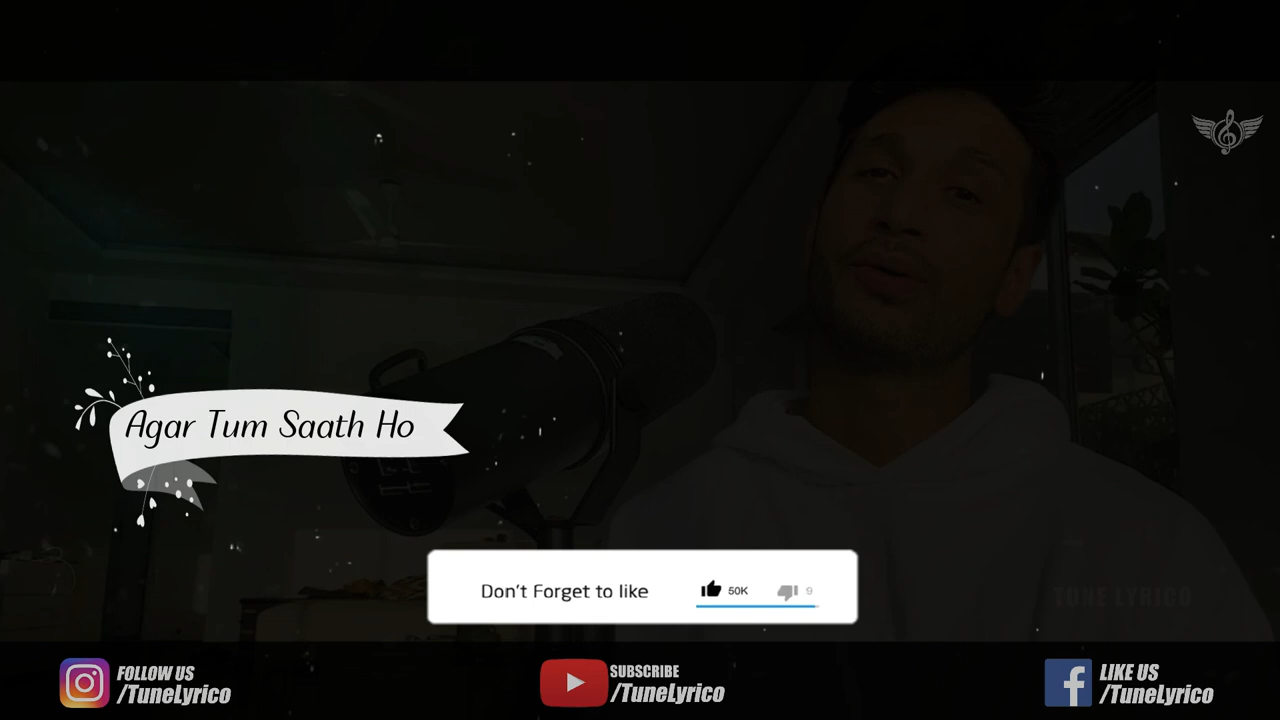 Agar Tum Saath Ho
Don't Forget to like 50K 9
TUNE LYRICO
FOLLOW US
/TuneLyrico
SUBSCRIBE
/TuneLyrico
LIKE US
/TuneLyrico